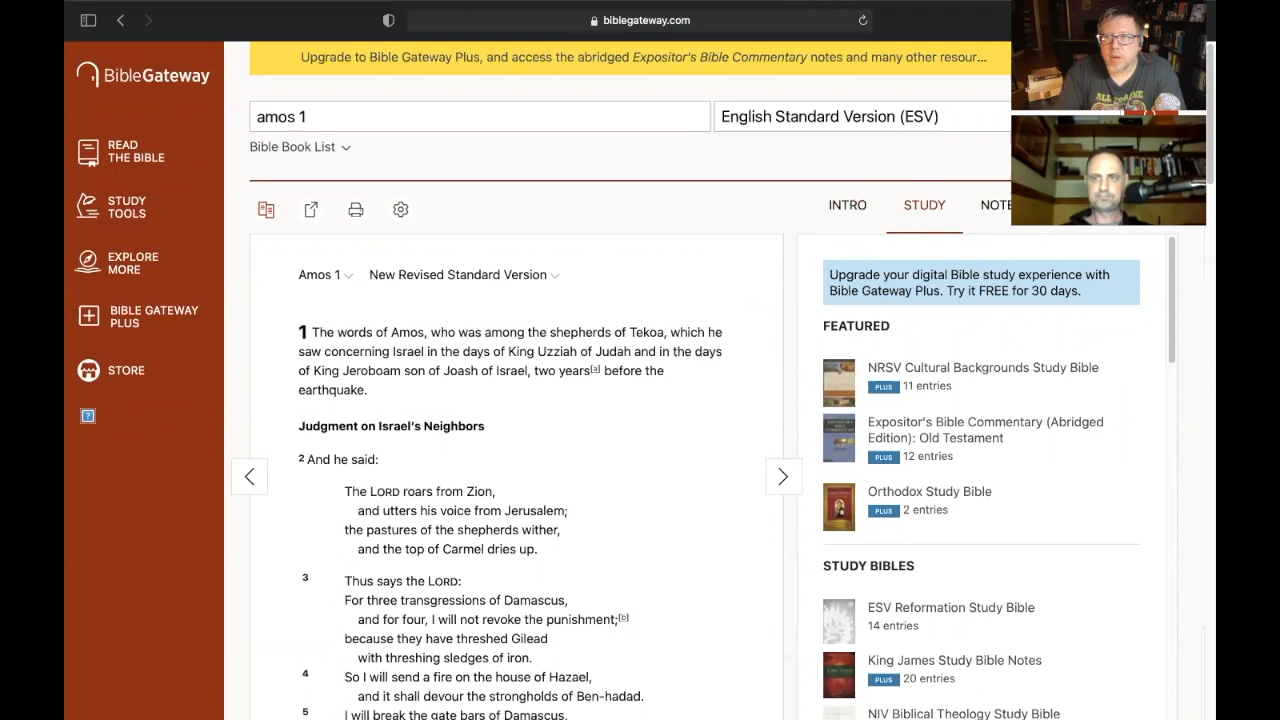 biblegateway.com
BibleGateway
READ
THE BIBLE
STUDY
TOOLS
EXPLORE
MORE
BIBLE GATEWAY
PLUS
STORE
?
Upgrade to Bible Gateway Plus, and access the abridged Expositor's Bible Commentary notes and many other resour...
amos 1
English Standard Version (ESV)
Bible Book List
INTRO
STUDY
NOTE
Amos 1
New Revised Standard Version
1 The words of Amos, who was among the shepherds of Tekoa, which he
saw concerning Israel in the days of King Uzziah of Judah and in the days
of King Jeroboam son of Joash of Israel, two years[a] before the
earthquake.
Judgment on Israel's Neighbors
2 And he said:
The LORD roars from Zion,
and utters his voice from Jerusalem;
the pastures of the shepherds wither,
and the top of Carmel dries up.
3 Thus says the LORD:
For three transgressions of Damascus,
and for four, I will not revoke the punishment;[b]
because they have threshed Gilead
with threshing sledges of iron.
4 So I will send a fire on the house of Hazael,
and it shall devour the strongholds of Ben-hadad.
5 I will break the gate bars of Damascus,
Upgrade your digital Bible study experience with
Bible Gateway Plus. Try it FREE for 30 days.
FEATURED
NRSV Cultural Backgrounds Study Bible
PLUS 11 entries
Expositor's Bible Commentary (Abridged
Edition): Old Testament
PLUS 12 entries
Orthodox Study Bible
PLUS 2 entries
STUDY BIBLES
ESV Reformation Study Bible
14 entries
King James Study Bible Notes
PLUS 20 entries
NIV Biblical Theology Study Bible